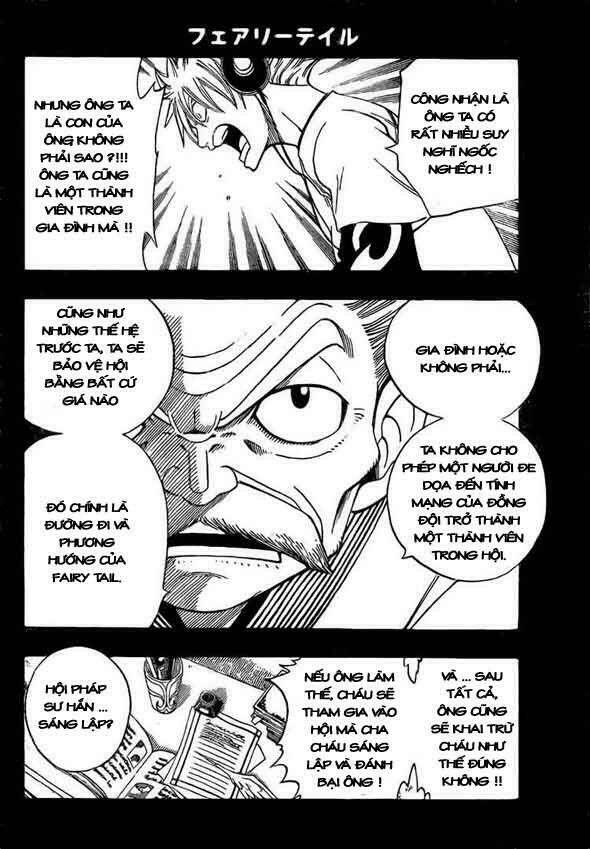 フェアリーテイル
CÔNG NHẬN LÀ
ÔNG TA CÓ
RẤT NHIỀU SUY
NGHĨ NGỐC
NGHẾCH !
NHƯNG ÔNG TA
LÀ CON CỦA
ÔNG KHÔNG
PHẢI SAO ?!!!
ÔNG TA CŨNG
LÀ MỘT THÀNH
VIÊN TRONG
GIA ĐÌNH MÀ !!
GIA ĐÌNH HOẶC
KHÔNG PHẢI...
TA KHÔNG CHO
PHÉP MỘT NGƯỜI ĐE
DỌA ĐẾN TÍNH
MẠNG CỦA ĐỒNG
ĐỘI TRỞ THÀNH
MỘT THÀNH VIÊN
TRONG HỘI.
CŨNG NHƯ
NHỮNG THẾ HỆ
TRƯỚC TA, TA SẼ
BẢO VỆ HỘI
BẰNG BẤT CỨ
GIÁ NÀO
ĐÓ CHÍNH LÀ
ĐƯỜNG ĐI VÀ
PHƯƠNG
HƯỚNG CỦA
FAIRY TAIL.
VÀ ... SAU
TẤT CẢ,
ÔNG CŨNG
SẼ KHAI TRỪ
CHÁU NHƯ
THẾ ĐÚNG
KHÔNG !!
NẾU ÔNG LÀM
THẾ, CHÁU SẼ
THAM GIA VÀO
HỘI MÀ CHA
CHÁU SÁNG
LẬP VÀ ĐÁNH
BẠI ÔNG !
HỘI PHÁP
SƯ HẮN ...
SÁNG LẬP?